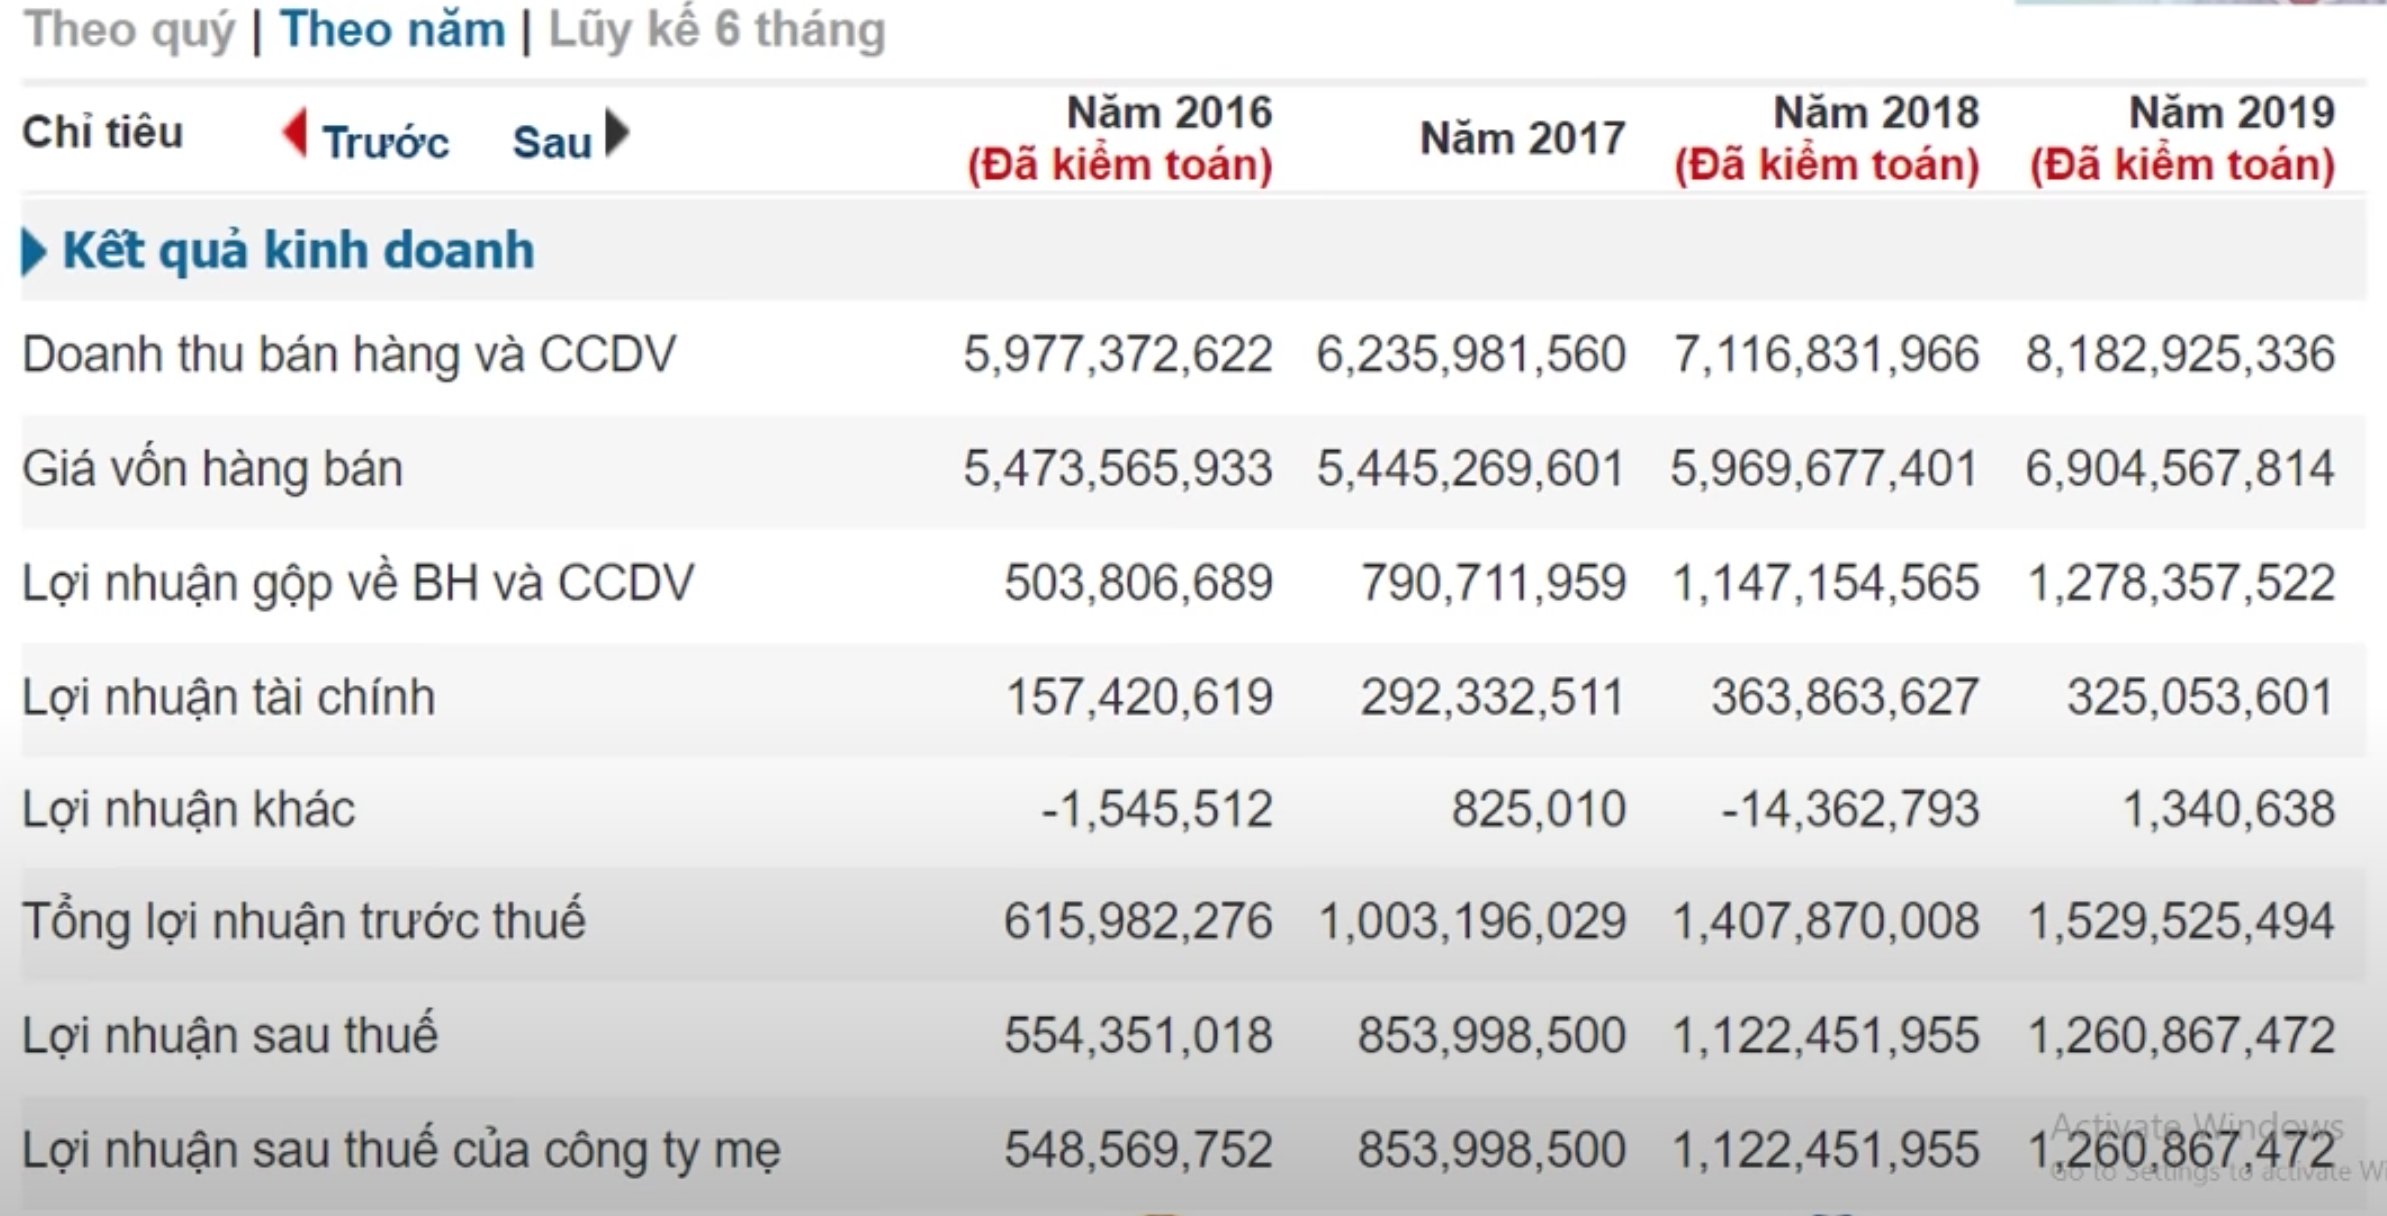 Theo quý | Theo năm | Lũy kế 6 tháng
Chỉ tiêu Trước Sau Năm 2016 (Đã kiểm toán) Năm 2017 Năm 2018 (Đã kiểm toán) Năm 2019 (Đã kiểm toán)
Kết quả kinh doanh
Doanh thu bán hàng và CCDV 5,977,372,622 6,235,981,560 7,116,831,966 8,182,925,336
Giá vốn hàng bán 5,473,565,933 5,445,269,601 5,969,677,401 6,904,567,814
Lợi nhuận gộp về BH và CCDV 503,806,689 790,711,959 1,147,154,565 1,278,357,522
Lợi nhuận tài chính 157,420,619 292,332,511 363,863,627 325,053,601
Lợi nhuận khác -1,545,512 825,010 -14,362,793 1,340,638
Tổng lợi nhuận trước thuế 615,982,276 1,003,196,029 1,407,870,008 1,529,525,494
Lợi nhuận sau thuế 554,351,018 853,998,500 1,122,451,955 1,260,867,472
Lợi nhuận sau thuế của công ty mẹ 548,569,752 853,998,500 1,122,451,955 1,260,867,472
Activate Windows
Go to Settings to activate Wi